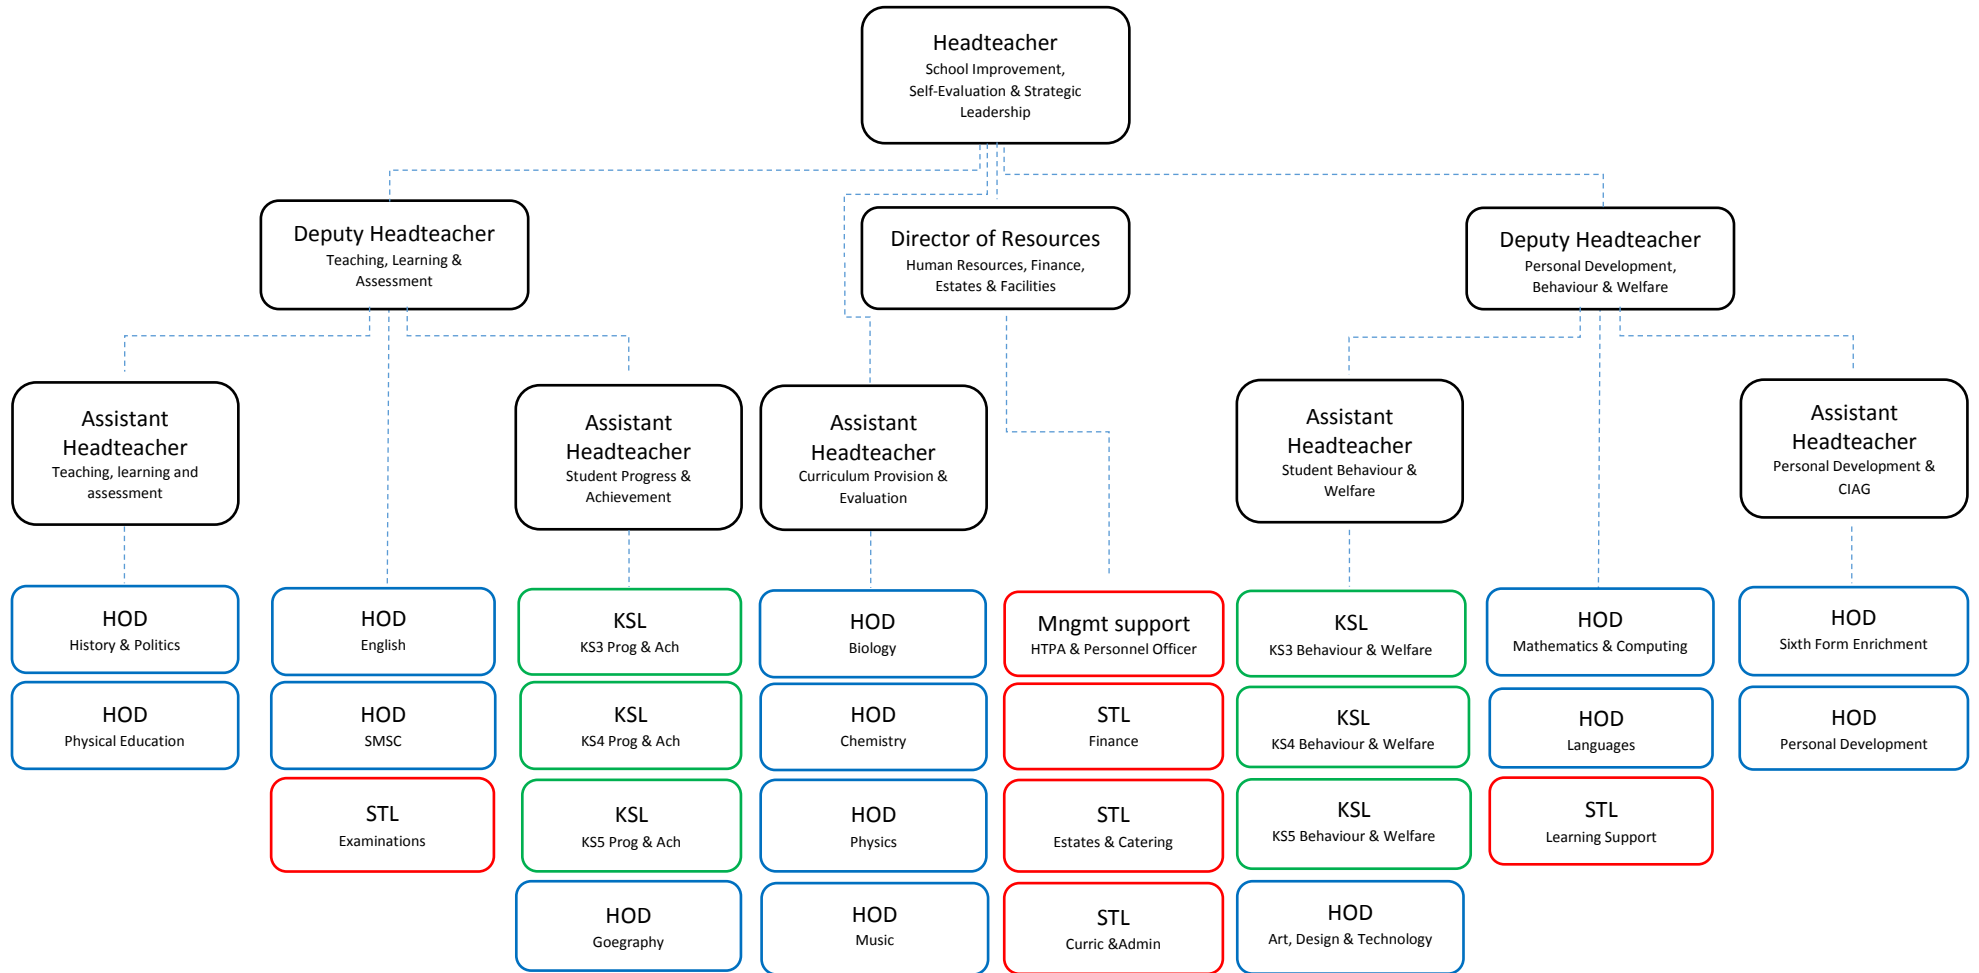 Headteacher
School Improvement,
Self-Evaluation & Strategic
Leadership
Deputy Headteacher
Teaching, Learning &
Assessment
Director of Resources
Human Resources, Finance,
Estates & Facilities
Deputy Headteacher
Personal Development,
Behaviour & Welfare
Assistant
Headteacher
Teaching, learning and
assessment
Assistant
Headteacher
Student Progress &
Achievement
Assistant
Headteacher
Curriculum Provision &
Evaluation
Assistant
Headteacher
Student Behaviour &
Welfare
Assistant
Headteacher
Personal Development &
CIAG
HOD
History & Politics
HOD
English
KSL
KS3 Prog & Ach
HOD
Biology
Mngmt support
HTPA & Personnel Officer
KSL
KS3 Behaviour & Welfare
HOD
Mathematics & Computing
HOD
Sixth Form Enrichment
HOD
Physical Education
HOD
SMSC
KSL
KS4 Prog & Ach
HOD
Chemistry
STL
Finance
KSL
KS4 Behaviour & Welfare
HOD
Languages
HOD
Personal Development
STL
Examinations
KSL
KS5 Prog & Ach
HOD
Physics
STL
Estates & Catering
KSL
KS5 Behaviour & Welfare
STL
Learning Support
HOD
Goegraphy
HOD
Music
STL
Curric &Admin
HOD
Art, Design & Technology